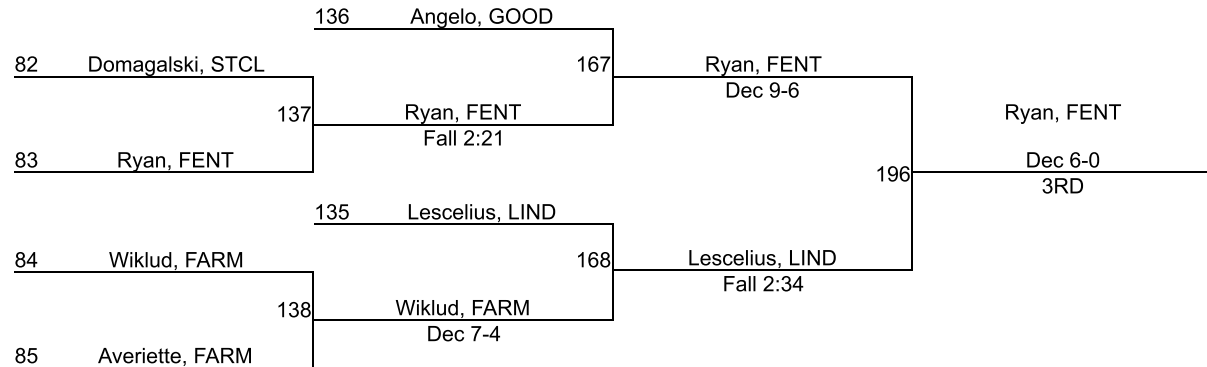 136 Angelo, GOOD
82 Domagalski, STCL
167
Ryan, FENT
Dec 9-6
137
Ryan, FENT
Fall 2:21
Ryan, FENT
83 Ryan, FENT
Dec 6-0
196
3RD
135 Lescelius, LIND
84 Wiklud, FARM
168
Lescelius, LIND
Fall 2:34
138
Wiklud, FARM
Dec 7-4
85 Averiette, FARM